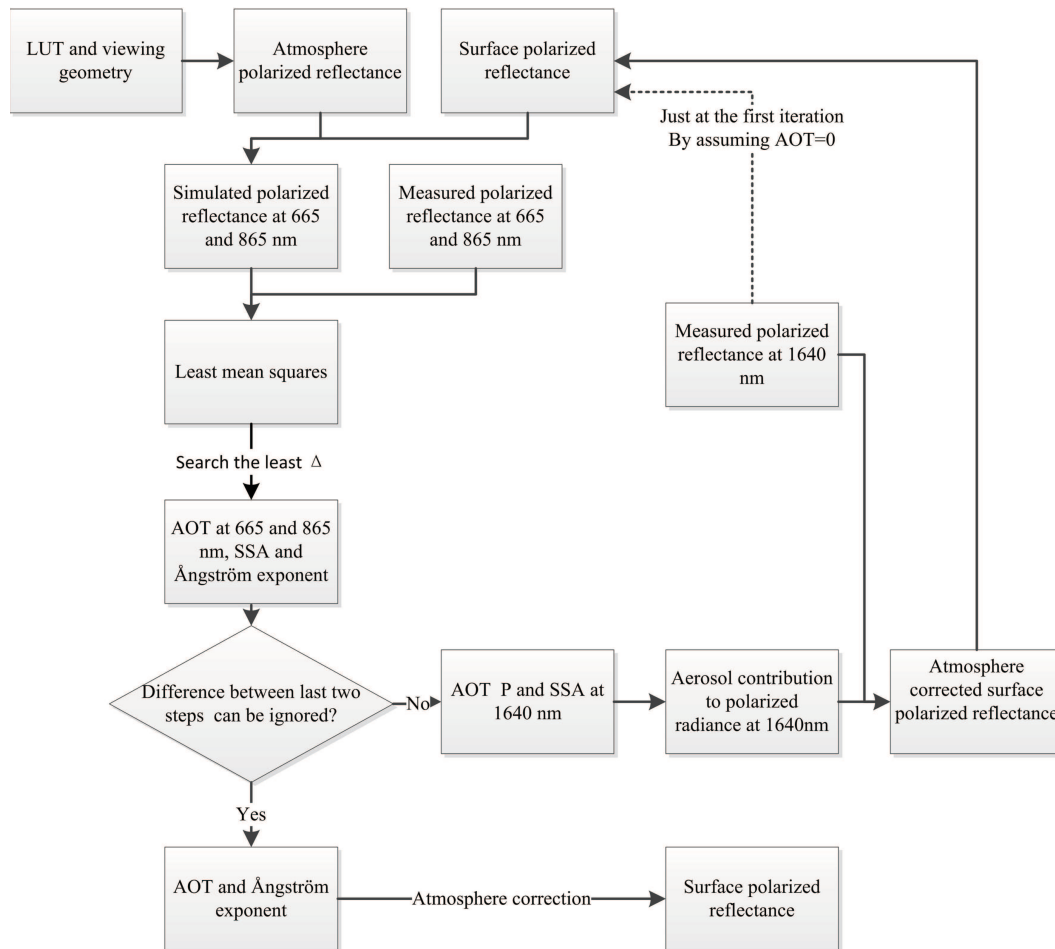 LUT and viewing
geometry
Atmosphere
polarized reflectance
Surface polarized
reflectance
Just at the first iteration
By assuming AOT=0
Simulated polarized
reflectance at 665
and 865 nm
Measured polarized
reflectance at 665
and 865 nm
Measured polarized
reflectance at 1640
nm
Least mean squares
Search the least Δ
AOT at 665 and 865
nm, SSA and
Ångström exponent
Difference between last two
steps can be ignored?
No
AOT P and SSA at
1640 nm
Aerosol contribution
to polarized
radiance at 1640nm
Atmosphere
corrected surface
polarized reflectance
Yes
AOT and Ångström
exponent
Atmosphere correction
Surface polarized
reflectance